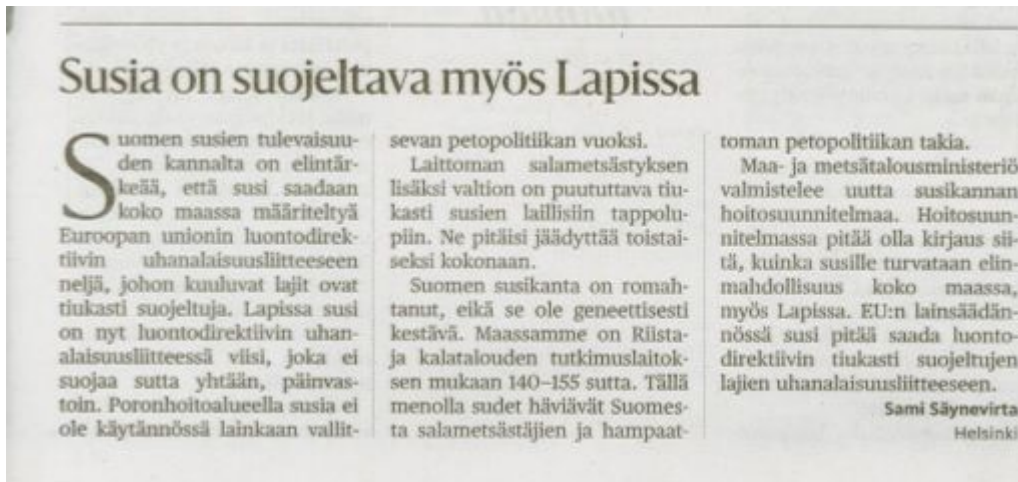 Susia on suojeltava myös Lapissa
Suomen susien tulevaisuu-
den kannalta on elintär-
keää, että susi saadaan
koko maassa määriteltyä
Euroopan unionin luontodirek-
tiivin uhanalaisuusliitteeseen
neljä, johon kuuluvat lajit ovat
tiukasti suojeltuja. Lapissa susi
on nyt luontodirektiivin uhan-
alaisuusliitteessä viisi, joka ei
suojaa sutta yhtään, päinvas-
toin. Poronhoitoalueella susia ei
ole käytännössä lainkaan vallit-
sevan petopolitiikan vuoksi.
Laittoman salametsästyksen
lisäksi valtion on puututtava tiu-
kasti susien laillisiin tappolu-
piin. Ne pitäisi jäädyttää toistai-
seksi kokonaan.
Suomen susikanta on romah-
tanut, eikä se ole geneettisesti
kestävä. Maassamme on Riista-
ja kalatalouden tutkimuslaitok-
sen mukaan 140–155 sutta. Tällä
menolla sudet häviävät Suomes-
ta salametsästäjien ja hampaat-
toman petopolitiikan takia.
Maa- ja metsätalousministeriö
valmistelee uutta susikannan
hoitosuunnitelmaa. Hoitosuun-
nitelmassa pitää olla kirjaus sii-
tä, kuinka susille turvataan elin-
mahdollisuus koko maassa,
myös Lapissa. EU:n lainsäädän-
nössä susi pitää saada luonto-
direktiivin tiukasti suojeltujen
lajien uhanalaisuusliitteeseen.
Sami Säynevirta
Helsinki